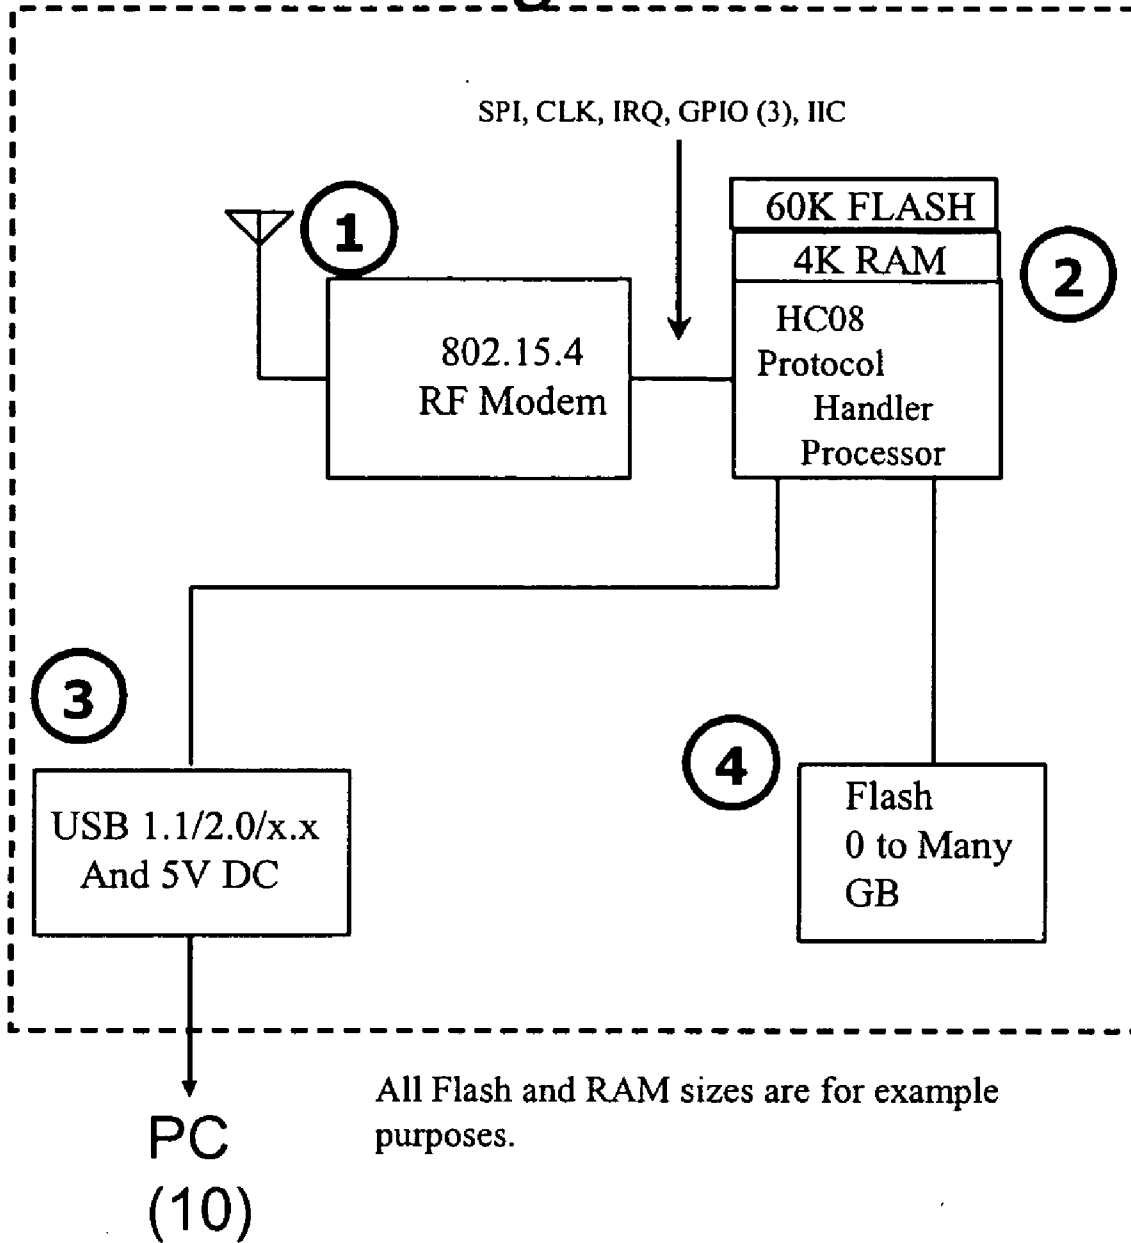 SPI, CLK, IRQ, GPIO (3), IIC
60K FLASH
1
4K RAM
2
HC08
802.15.4
Protocol
RF Modem
Handler
Processor
3
4
USB 1.1/2.0/x.x
And 5V DC
Flash
0 to Many
GB
All Flash and RAM sizes are for example
purposes.
PC
(10)